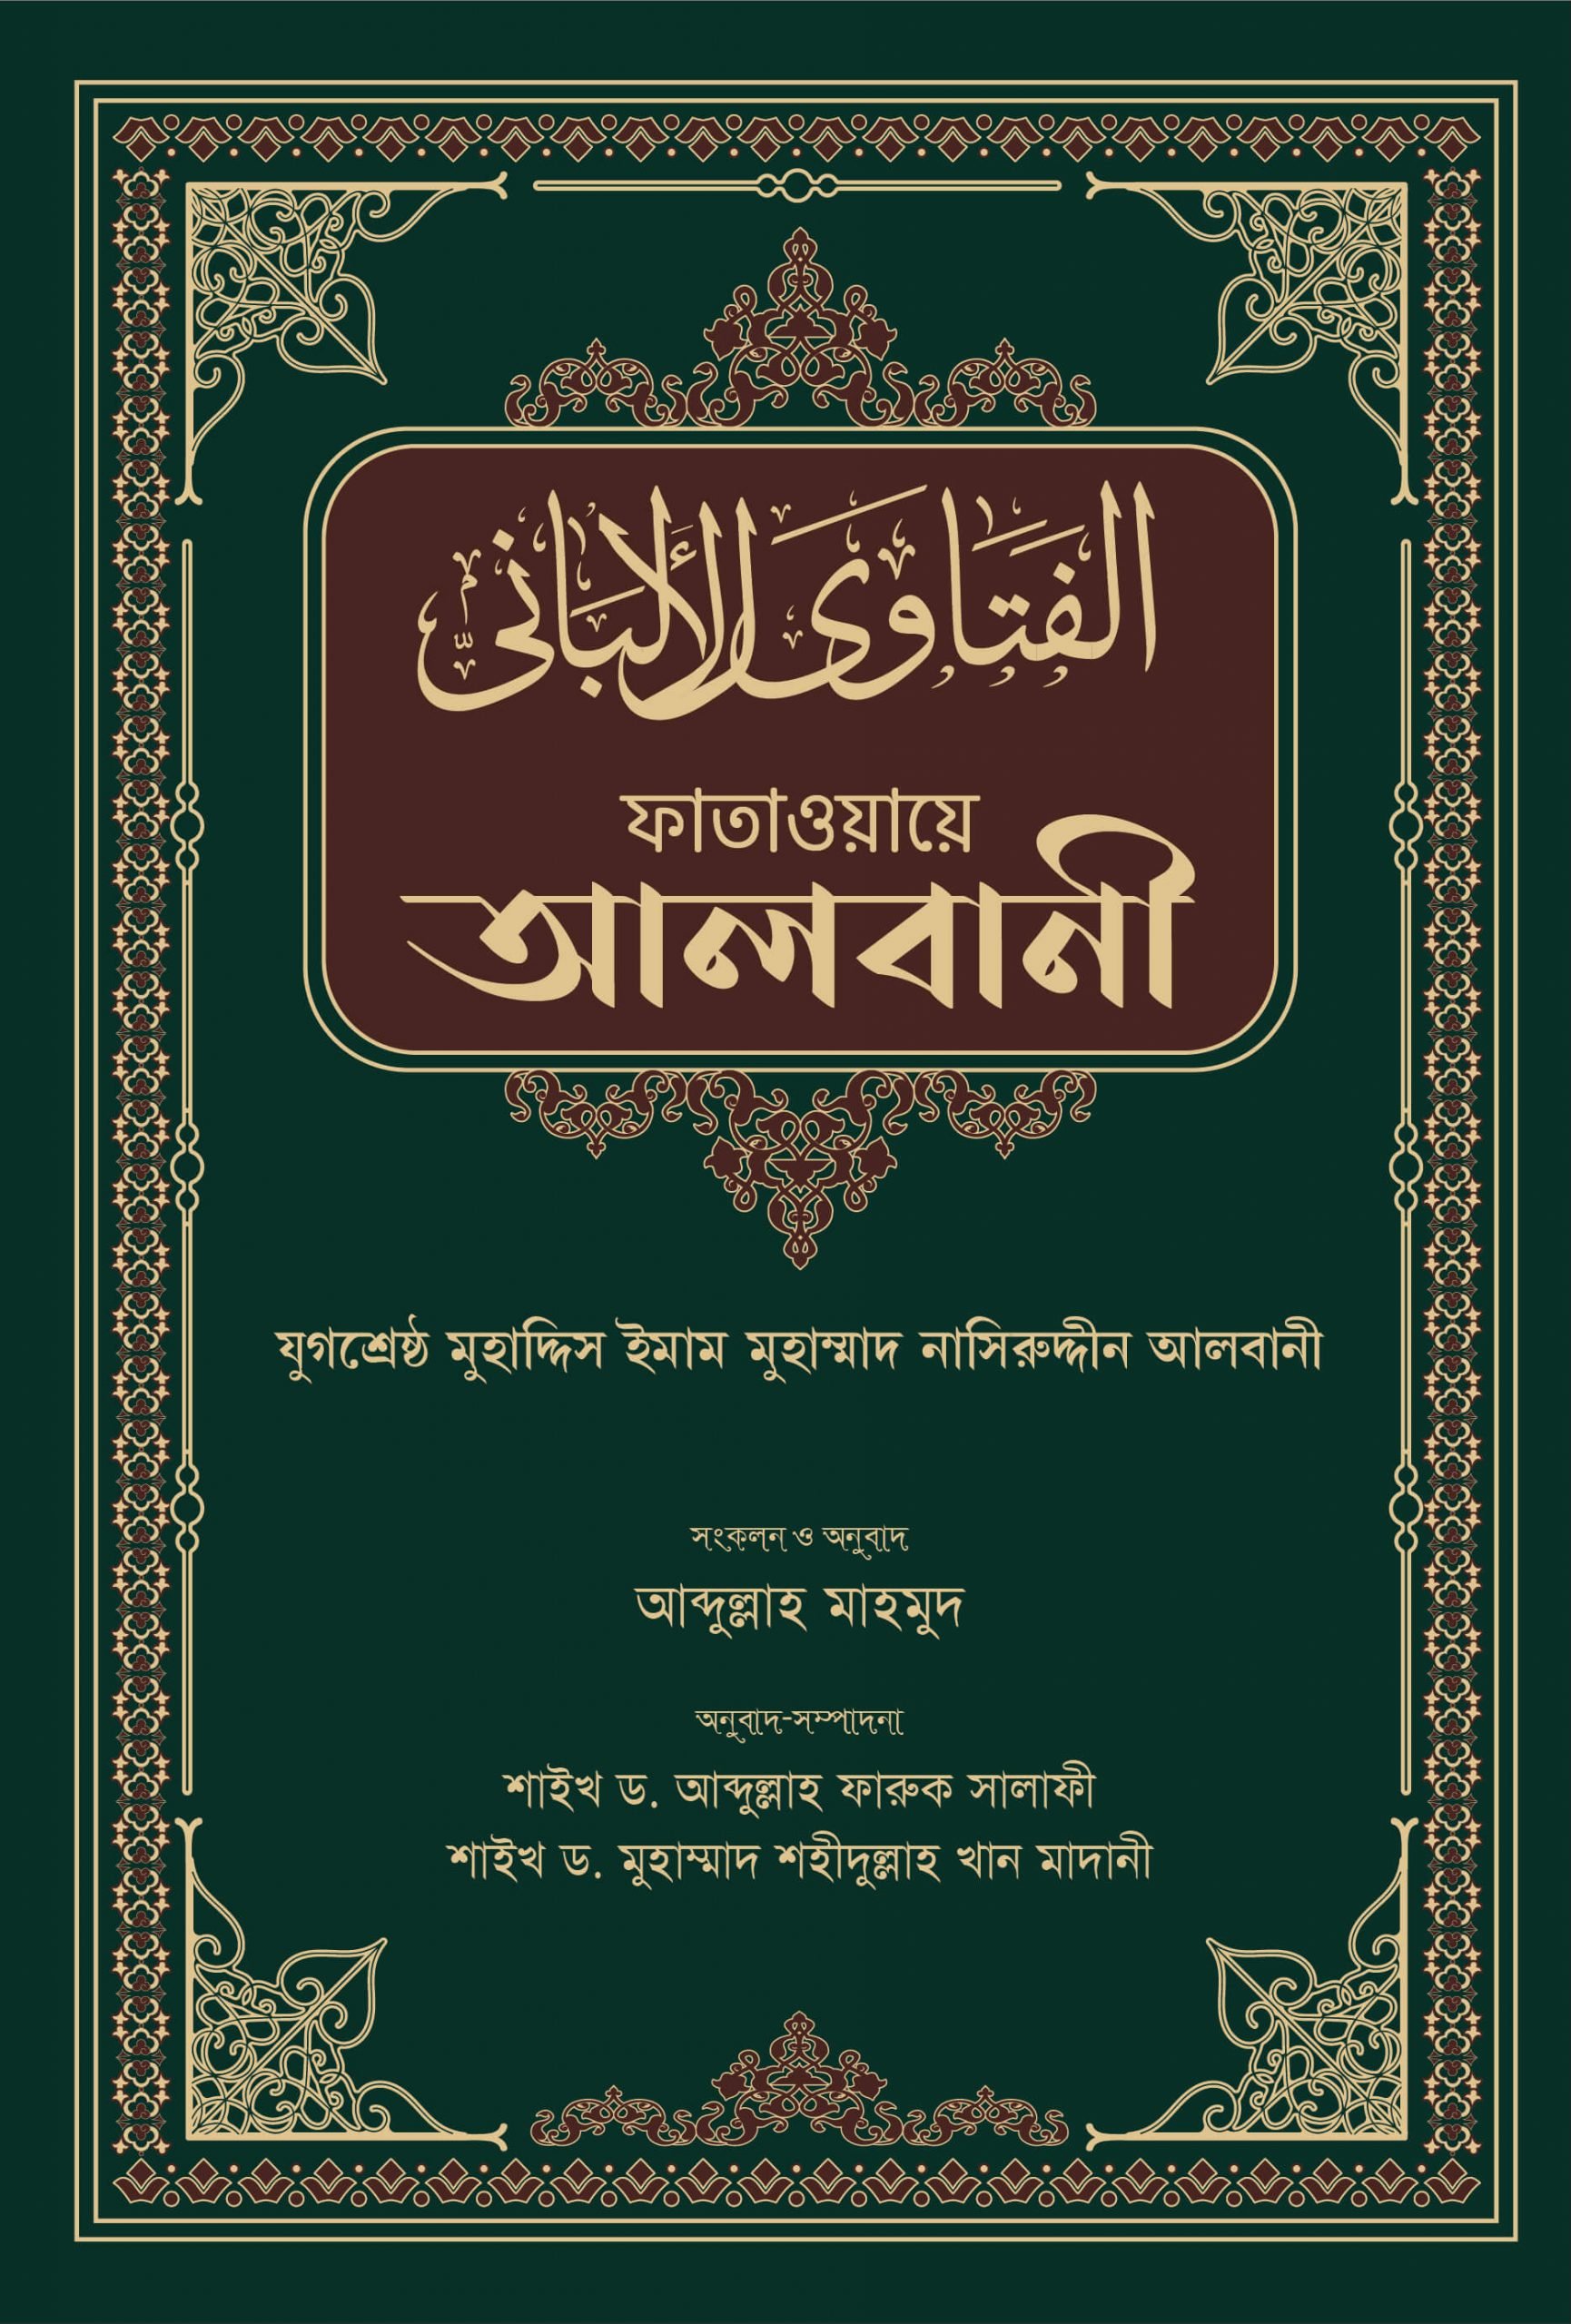 الفتاوى الألباني
ফাতাওয়ায়ে
আলবানী
যুগশ্রেষ্ঠ মুহাদ্দিস ইমাম মুহাম্মাদ নাসিরুদ্দীন আলবানী
সংকলন ও অনুবাদ
আব্দুল্লাহ মাহমুদ
অনুবাদ-সম্পাদনা
শাইখ ড. আব্দুল্লাহ ফারুক সালাফী
শাইখ ড. মুহাম্মাদ শহীদুল্লাহ খান মাদানী